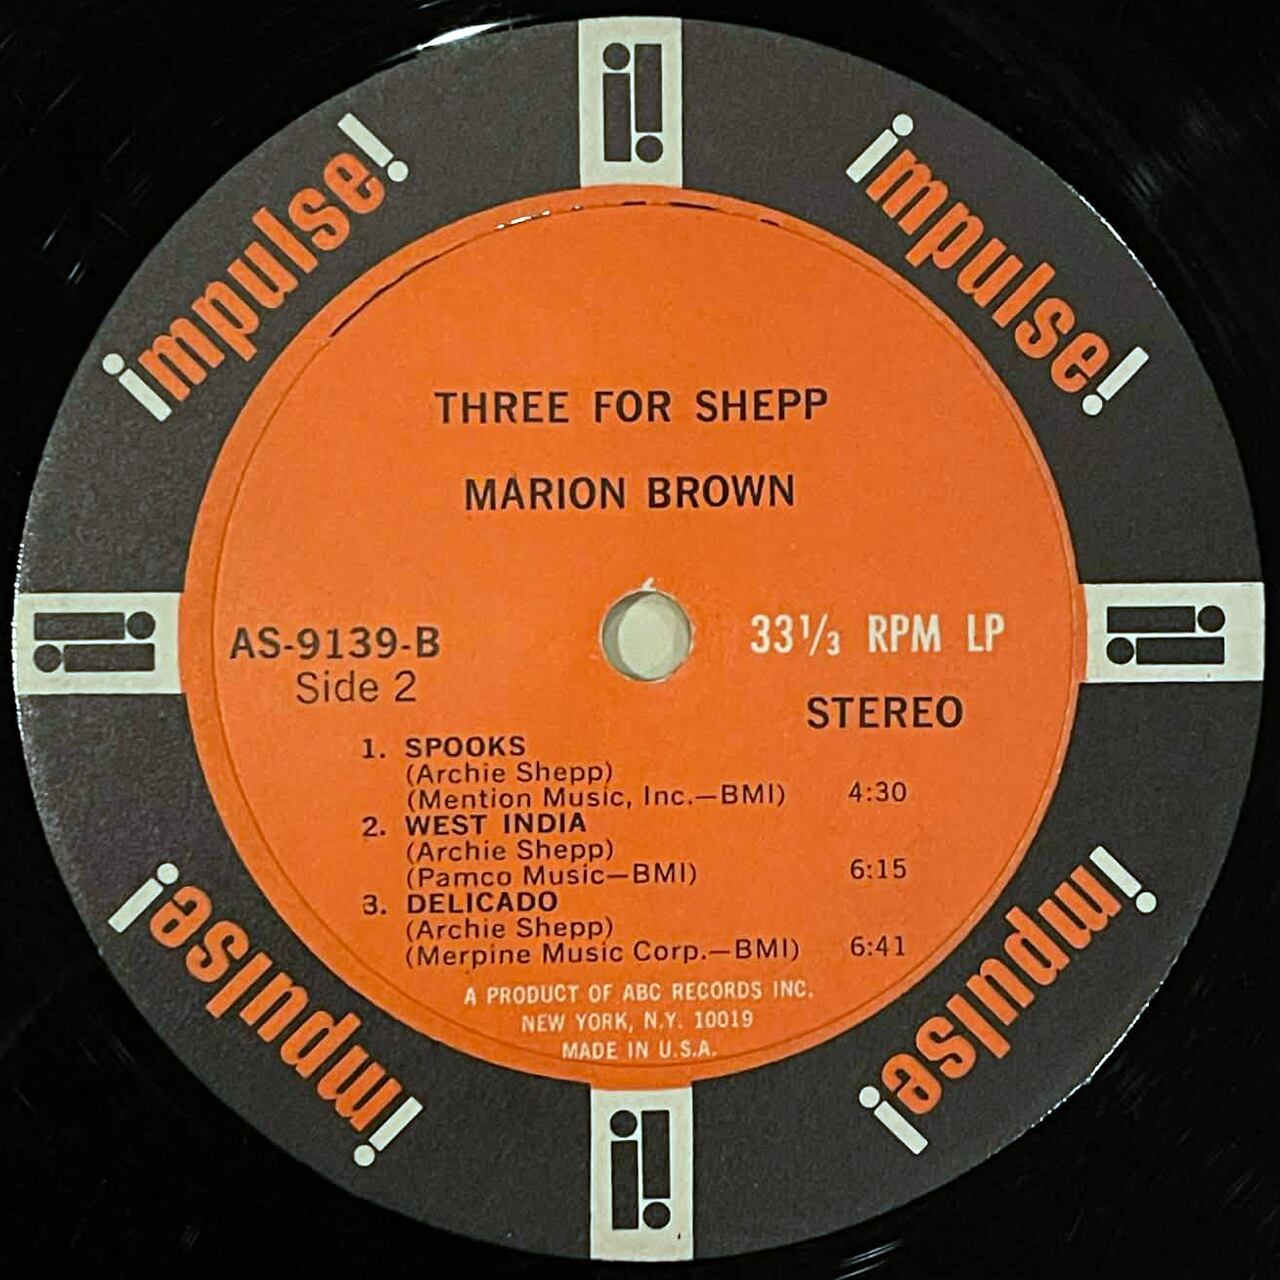 impulse!
impulse!
THREE FOR SHEPP
MARION BROWN
AS-9139-B
Side 2
33 1/3 RPM LP
STEREO
1. SPOOKS
(Archie Shepp)
(Mention Music, Inc.—BMI) 4:30
2. WEST INDIA
(Archie Shepp)
(Pamco Music—BMI) 6:15
3. DELICADO
(Archie Shepp)
(Merpine Music Corp.—BMI) 6:41
A PRODUCT OF ABC RECORDS INC.
NEW YORK, N.Y. 10019
MADE IN U.S.A.
impulse!
impulse!